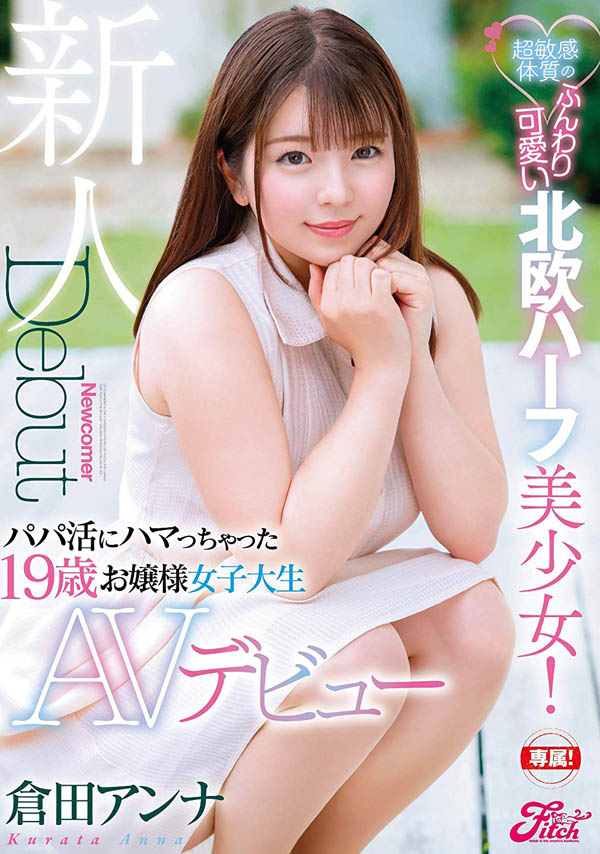 新人
Debut
Newcomer
超敏感
体質の
ふんわり
可愛い
北欧ハーフ美少女！
パパ活にハマっちゃった
19歳お嬢様女子大生
AVデビュー
倉田アンナ
Kurata Anna
専属！
Fitch